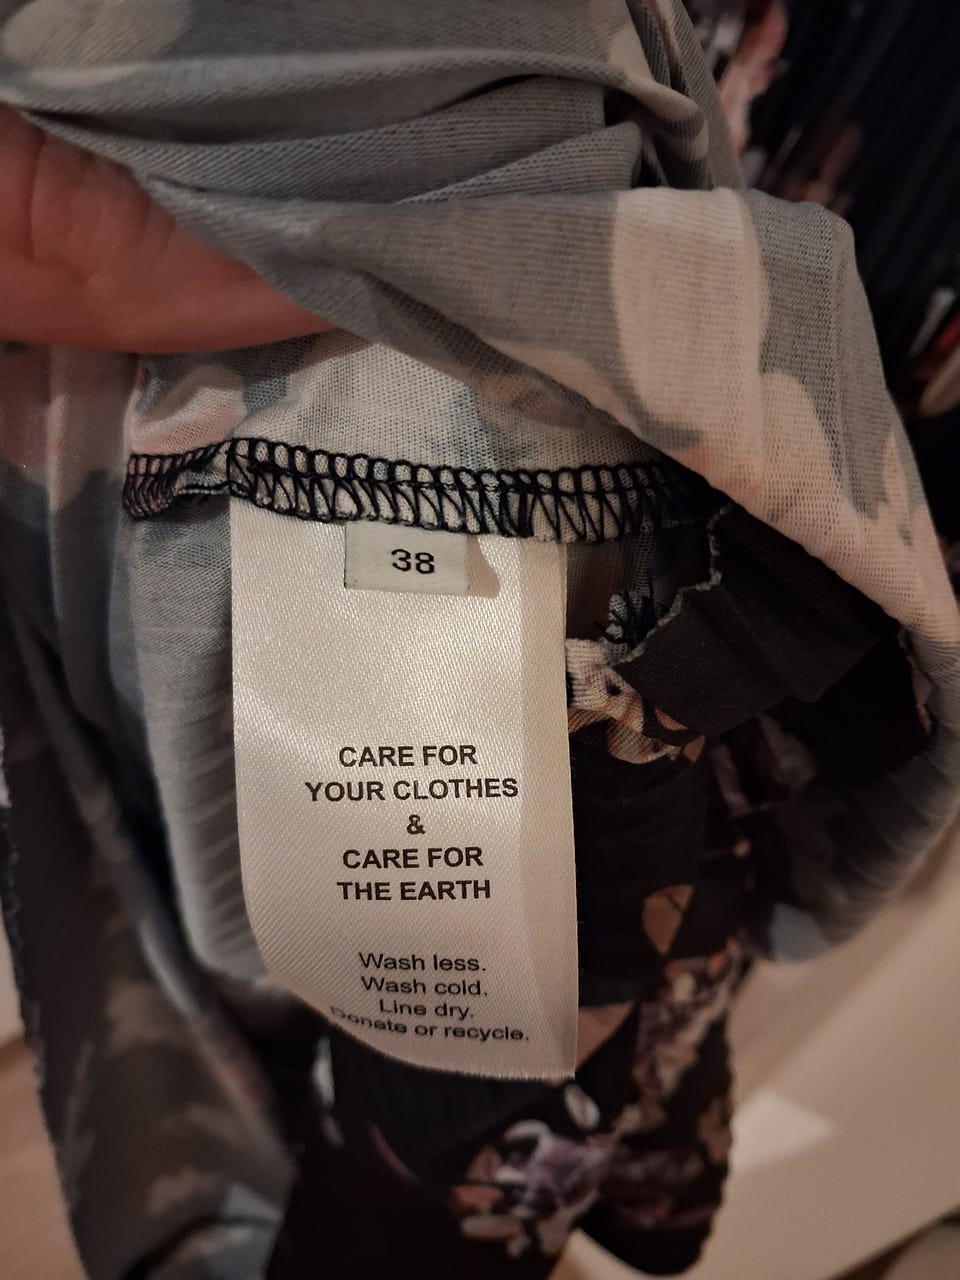 38
CARE FOR
YOUR CLOTHES
&
CARE FOR
THE EARTH
Wash less.
Wash cold.
Line dry.
Donate or recycle.